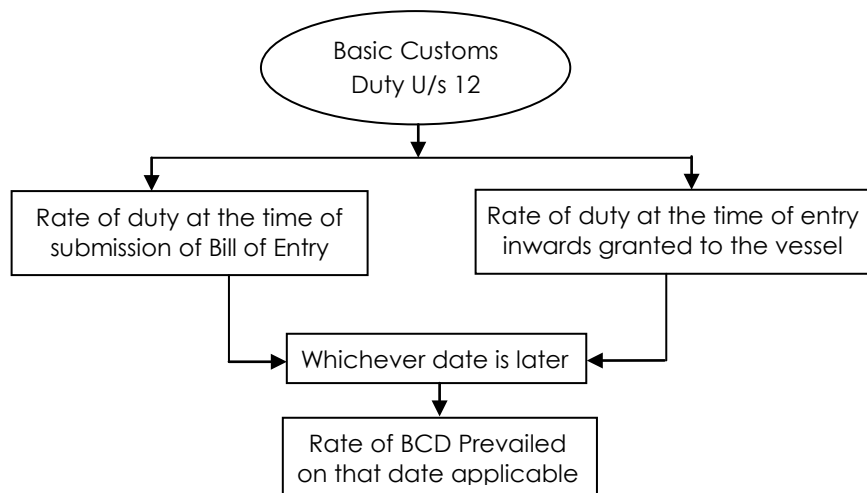 Basic Customs
Duty U/s 12
Rate of duty at the time of
submission of Bill of Entry
Rate of duty at the time of entry
inwards granted to the vessel
Whichever date is later
Rate of BCD Prevailed
on that date applicable